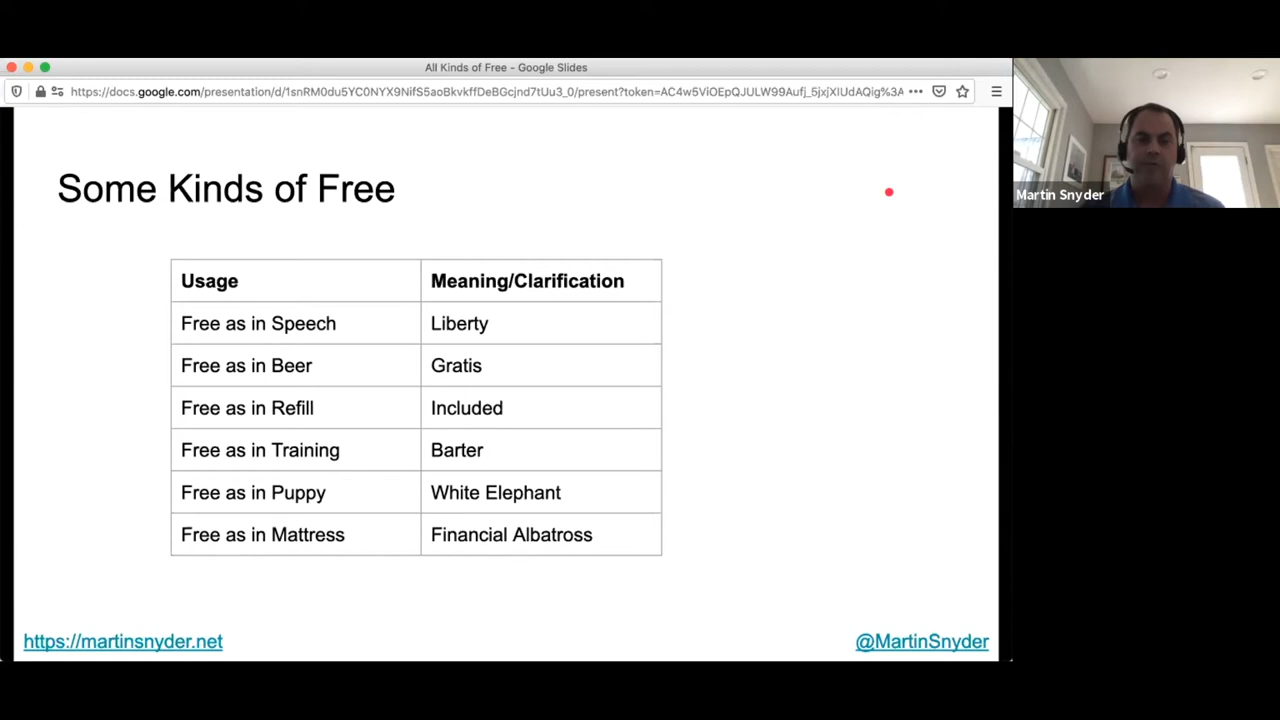 All Kinds of Free - Google Slides
https://docs.google.com/presentation/d/1snRM0du5YC0NYX9NifS5aoBkvkffDeBGcjnd7tUu3_0/present?token=AC4w5ViOEpQJULW99Aufj_5jxjXIUdAQig%3A
Martin Snyder
Some Kinds of Free
Usage Meaning/Clarification
Free as in Speech Liberty
Free as in Beer Gratis
Free as in Refill Included
Free as in Training Barter
Free as in Puppy White Elephant
Free as in Mattress Financial Albatross
https://martinsnyder.net @MartinSnyder